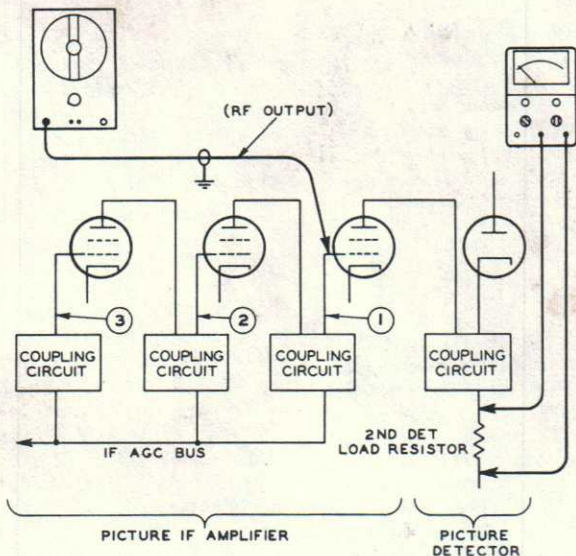 (RF OUTPUT)
3
2
1
COUPLING
CIRCUIT
COUPLING
CIRCUIT
COUPLING
CIRCUIT
COUPLING
CIRCUIT
IF AGC BUS
2ND DET
LOAD RESISTOR
PICTURE IF AMPLIFIER
PICTURE
DETECTOR